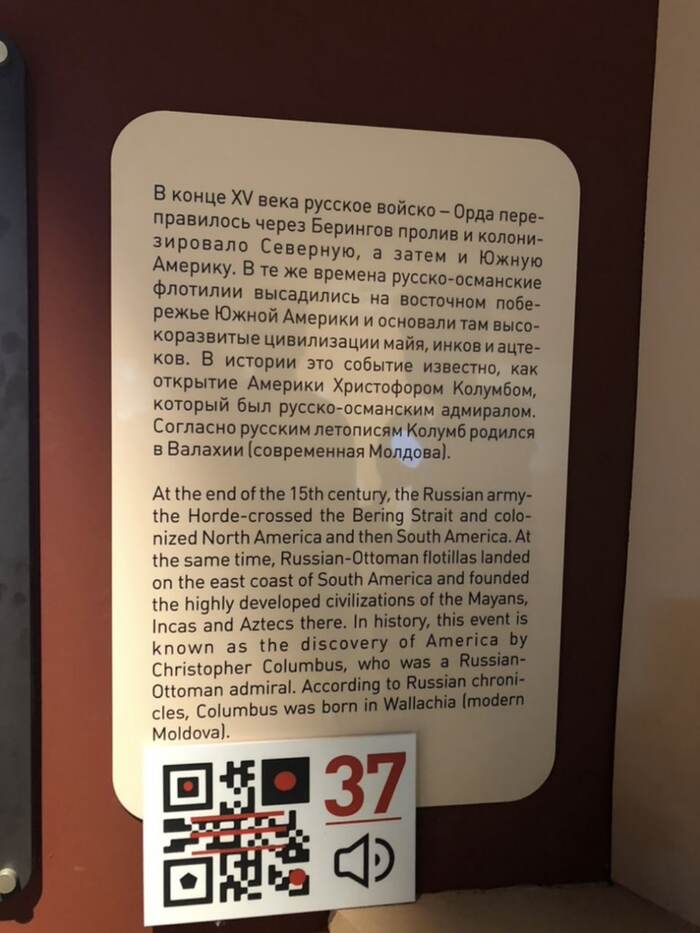 В конце XV века русское войско – Орда пере-
правилось через Берингов пролив и колони-
зировало Северную, а затем и Южную
Америку. В те же времена русско-османские
флотилии высадились на восточном побе-
режье Южной Америки и основали там высо-
коразвитые цивилизации майя, инков и ацте-
ков. В истории это событие известно, как
открытие Америки Христофором Колумбом,
который был русско-османским адмиралом.
Согласно русским летописям Колумб родился
в Валахии (современная Молдова).
At the end of the 15th century, the Russian army-
the Horde-crossed the Bering Strait and colo-
nized North America and then South America. At
the same time, Russian-Ottoman flotillas landed
on the east coast of South America and founded
the highly developed civilizations of the Mayans,
Incas and Aztecs there. In history, this event is
known as the discovery of America by
Christopher Columbus, who was a Russian-
Ottoman admiral. According to Russian chroni-
cles, Columbus was born in Wallachia (modern
Moldova).
37